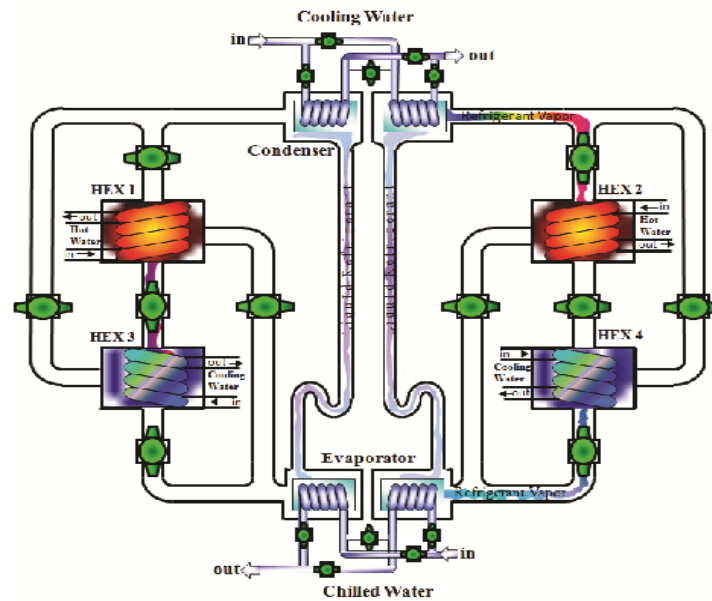 Cooling Water
in
out
Refrigerant Vapor
Condenser
HEX 1
HEX 2
out
Hot
Water
in
in
Hot
Water
out
HEX 3
HEX 4
out
Cooling
Water
in
in
Cooling
Water
out
Evaporator
Refrigerant Vapor
in
out
Chilled Water